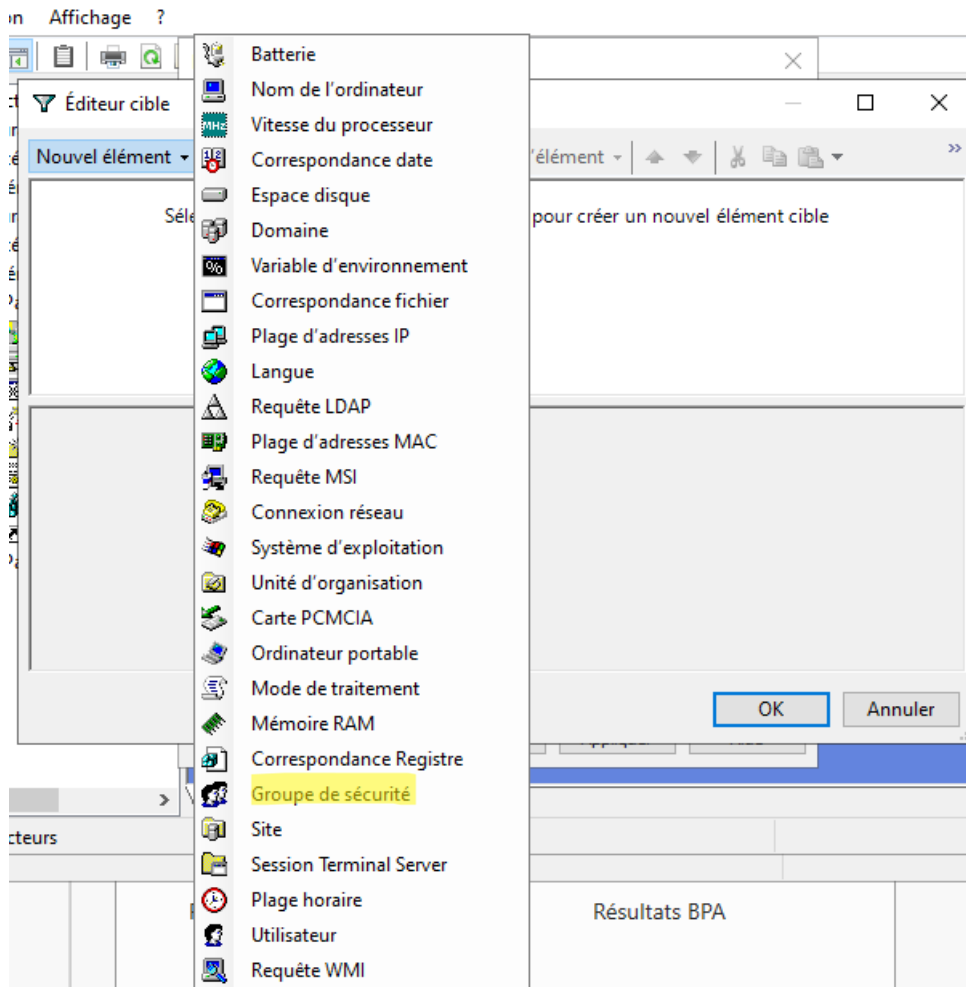 on Affichage ?
Éditeur cible
Nouvel élément
'élément
Séle
pour créer un nouvel élément cible
Batterie
Nom de l'ordinateur
Vitesse du processeur
Correspondance date
Espace disque
Domaine
Variable d'environnement
Correspondance fichier
Plage d'adresses IP
Langue
Requête LDAP
Plage d'adresses MAC
Requête MSI
Connexion réseau
Système d'exploitation
Unité d'organisation
Carte PCMCIA
Ordinateur portable
Mode de traitement
Mémoire RAM
Correspondance Registre
Groupe de sécurité
Site
Session Terminal Server
Plage horaire
Utilisateur
Requête WMI
OK
Annuler
cteurs
Résultats BPA